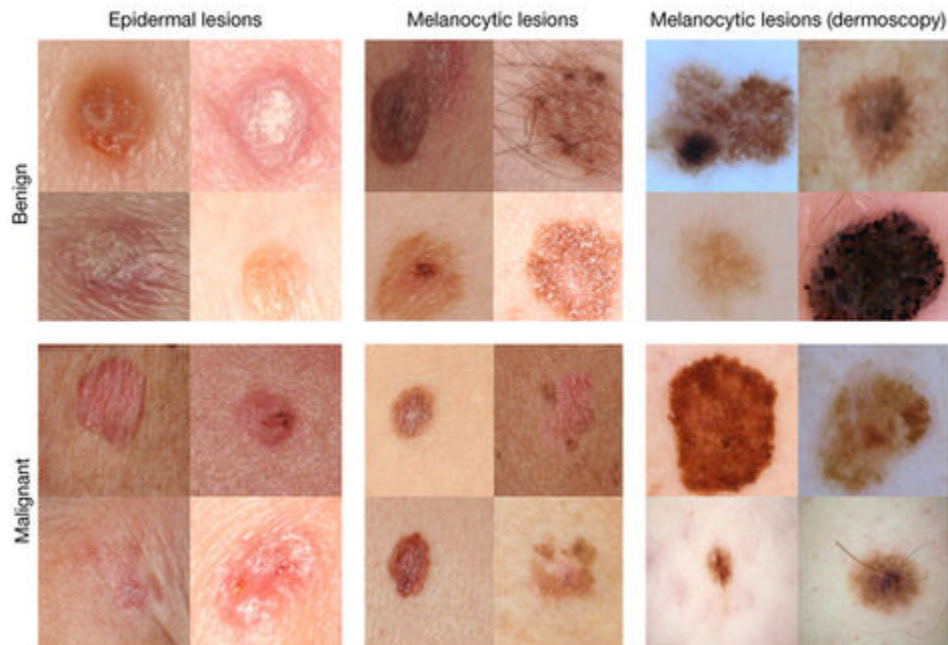 Epidermal lesions
Melanocytic lesions
Melanocytic lesions (dermoscopy)
Benign
Malignant